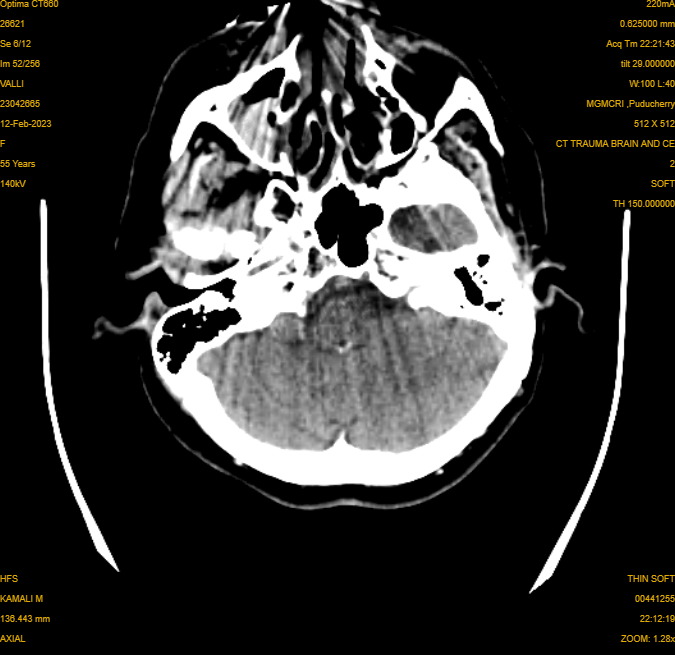 Optima CT660
26621
Se 6/12
Im 52/256
VALLI
23042665
12-Feb-2023
F
55 Years
140kV
220mA
0.625000 mm
Acq Tm 22:21:43
tilt 29.000000
W:100 L:40
MGMCRI ,Puducherry
512 X 512
CT TRAUMA BRAIN AND CE
2
SOFT
TH 150.000000
HFS
KAMALI M
136.443 mm
AXIAL
THIN SOFT
00441255
22:12:19
ZOOM: 1.28x